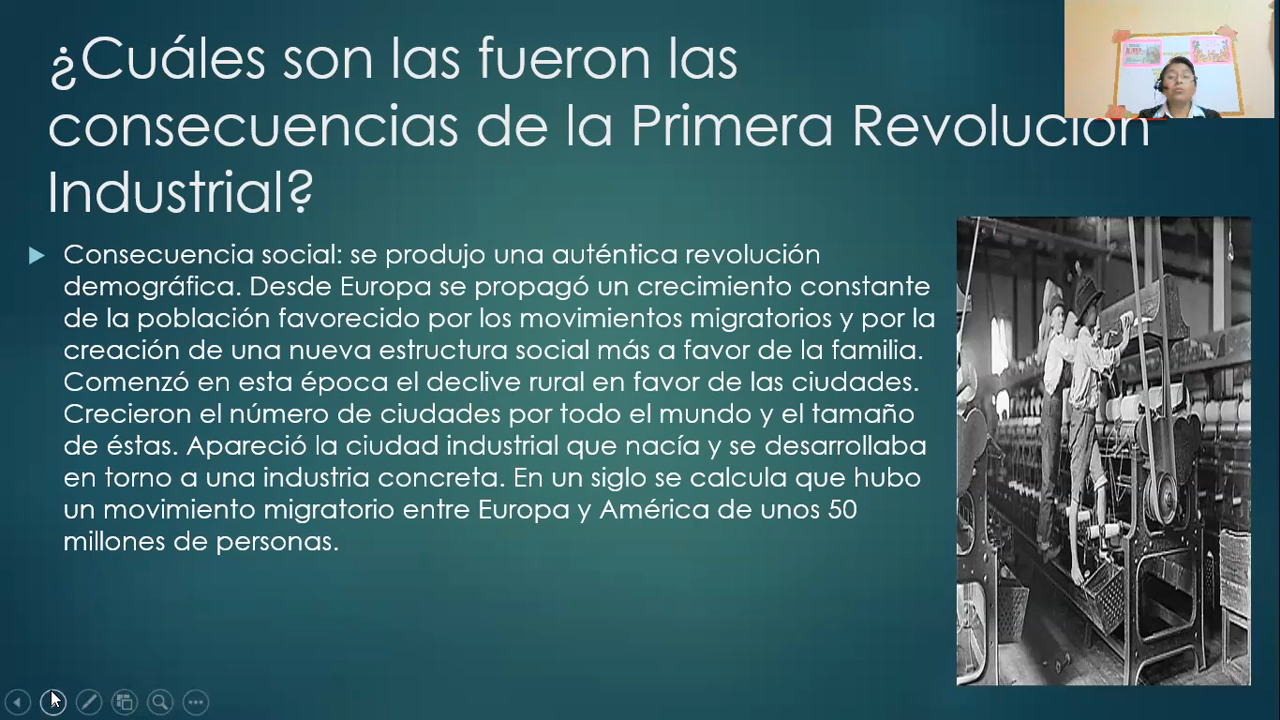 ¿Cuáles son las fueron las
consecuencias de la Primera Revolución
Industrial?
Consecuencia social: se produjo una auténtica revolución
demográfica. Desde Europa se propagó un crecimiento constante
de la población favorecido por los movimientos migratorios y por la
creación de una nueva estructura social más a favor de la familia.
Comenzó en esta época el declive rural en favor de las ciudades.
Crecieron el número de ciudades por todo el mundo y el tamaño
de éstas. Apareció la ciudad industrial que nacía y se desarrollaba
en torno a una industria concreta. En un siglo se calcula que hubo
un movimiento migratorio entre Europa y América de unos 50
millones de personas.